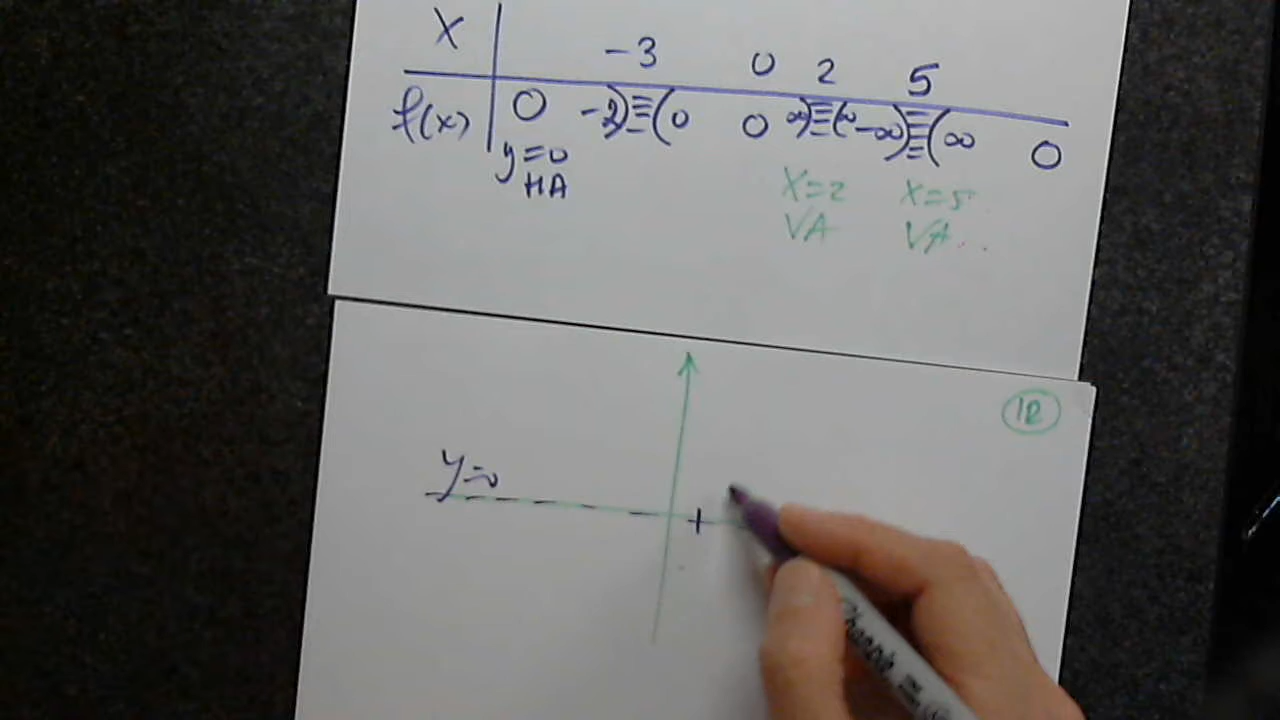 X -3 0 2 5
f(x) 0 -2)≡(0 0 ∞)≡(∞ -∞)≡(∞ 0
y=0
HA
X=2 X=5
VA VA
12
y=0